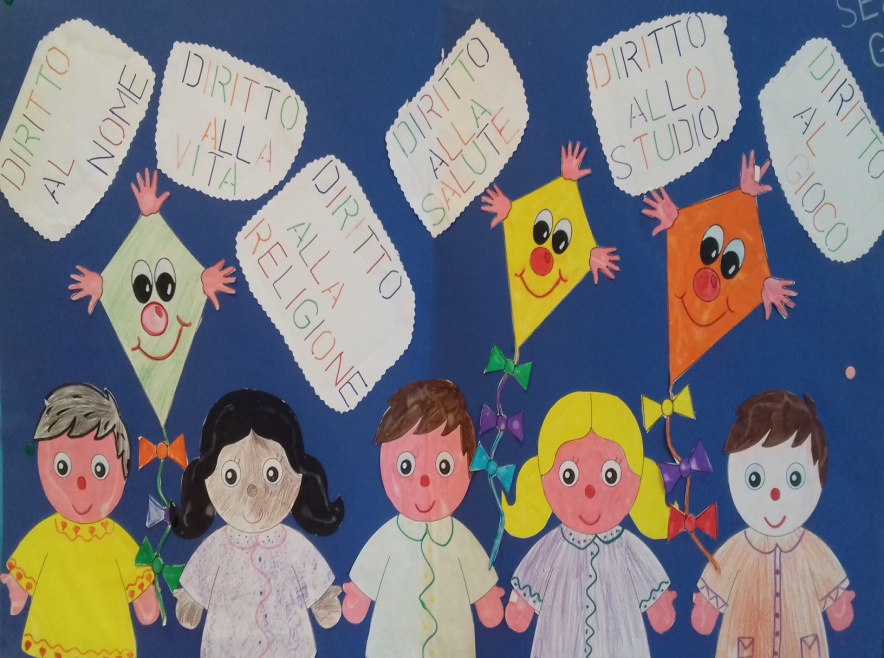 DIRITTO
AL
NOME
DIRITTO
ALLA
VITA
DIRITTO
ALLA
RELIGIONE
DIRITTO
ALLA
SALUTE
DIRITTO
ALLO
STUDIO
DIRITTO
AL
GIOCO